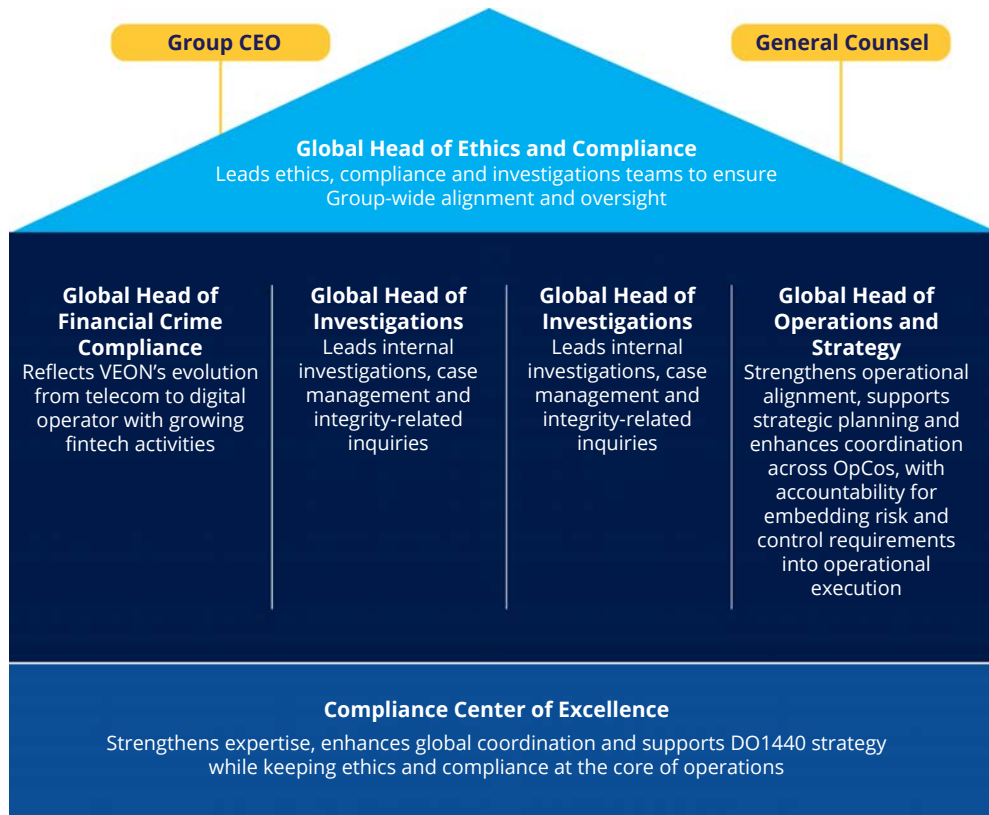 Group CEO
General Counsel
Global Head of Ethics and Compliance
Leads ethics, compliance and investigations teams to ensure
Group-wide alignment and oversight
Global Head of
Financial Crime
Compliance
Reflects VEON’s evolution
from telecom to digital
operator with growing
fintech activities
Global Head of
Investigations
Leads internal
investigations, case
management and
integrity-related
inquiries
Global Head of
Investigations
Leads internal
investigations, case
management and
integrity-related
inquiries
Global Head of
Operations and
Strategy
Strengthens operational
alignment, supports
strategic planning and
enhances coordination
across OpCos, with
accountability for
embedding risk and
control requirements
into operational
execution
Compliance Center of Excellence
Strengthens expertise, enhances global coordination and supports DO1440 strategy
while keeping ethics and compliance at the core of operations